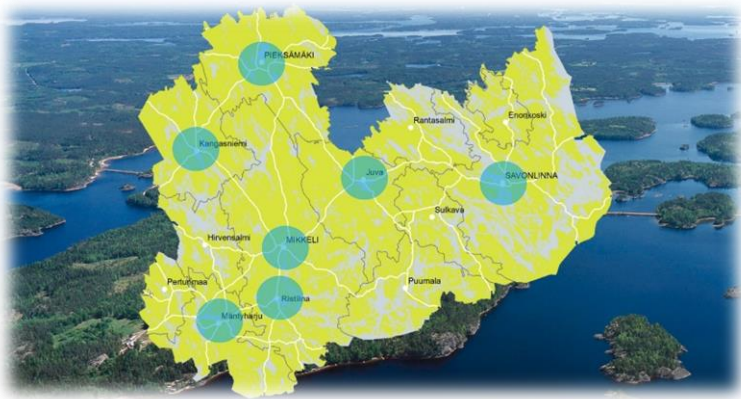 PIEKSÄMÄKI
Rantasalmi
Enonkoski
Kangasniemi
Juva
SAVONLINNA
Sulkava
Hirvensalmi
MIKKELI
Pertunmaa
Puumala
Ristiina
Mäntyharju